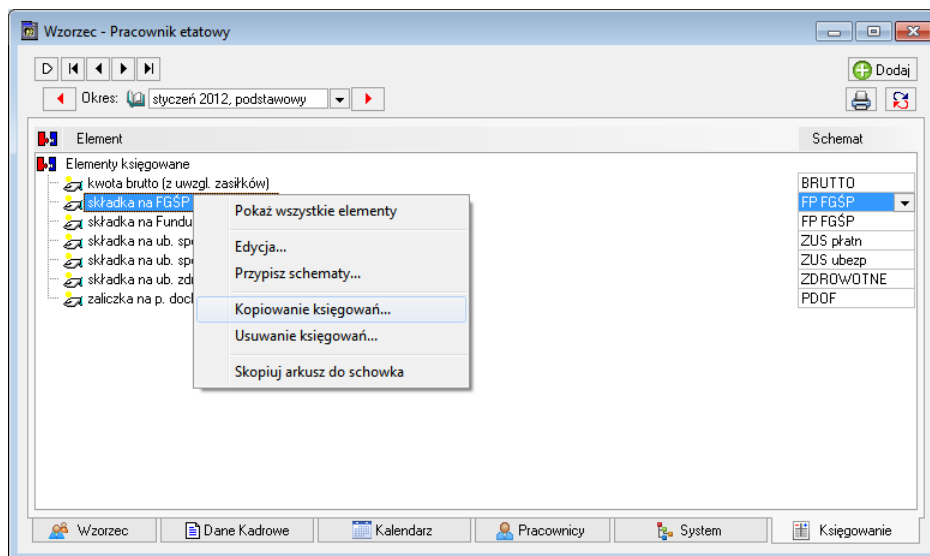 Wzorzec - Pracownik etatowy
D
Dodaj
Okres: styczeń 2012, podstawowy
Element Schemat
Elementy księgowane
kwota brutto (z uwzgl. zasiłków) BRUTTO
składka na FGŚP FP FGŚP
składka na Fundu FP FGŚP
składka na ub. sp ZUS płatn
składka na ub. sp ZUS ubezp
składka na ub. zd ZDROWOTNE
zaliczka na p. doch PDOF
Pokaż wszystkie elementy
Edycja...
Przypisz schematy...
Kopiowanie księgowań...
Usuwanie księgowań...
Skopiuj arkusz do schowka
Wzorzec Dane Kadrowe Kalendarz Pracownicy System Księgowanie